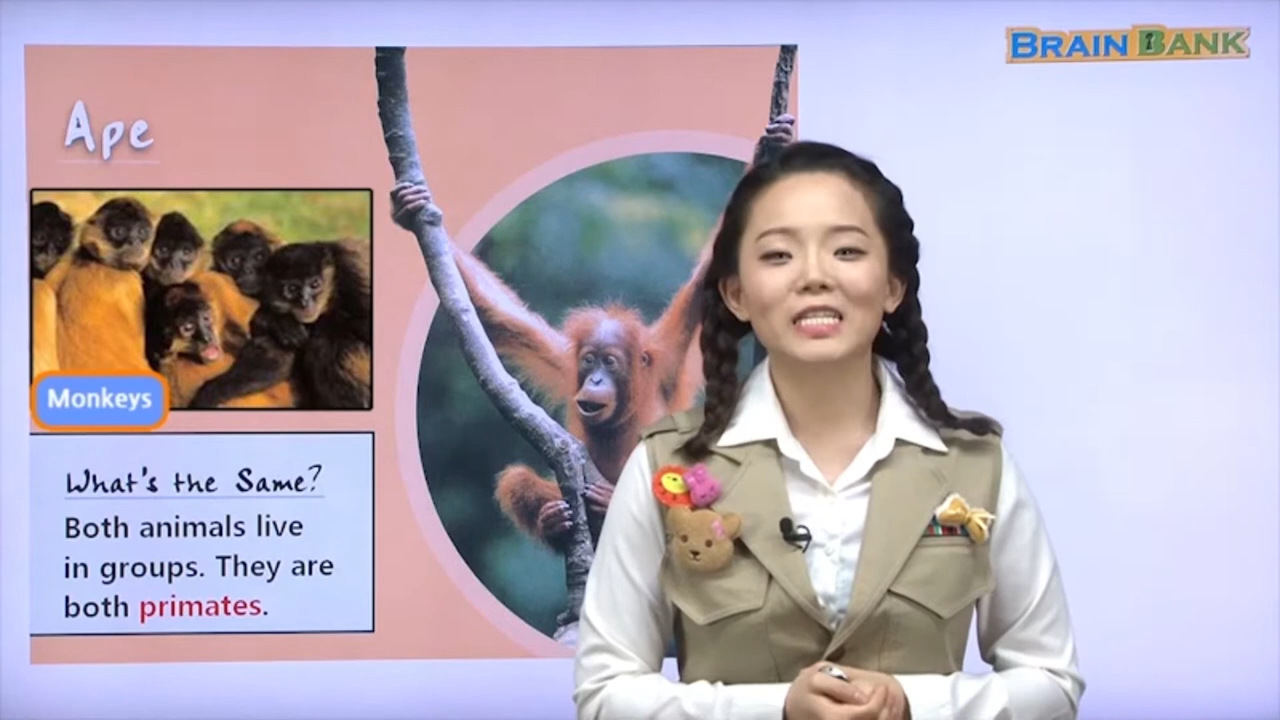 BRAIN BANK
Ape
Monkeys
What's the Same?
Both animals live
in groups. They are
both primates.